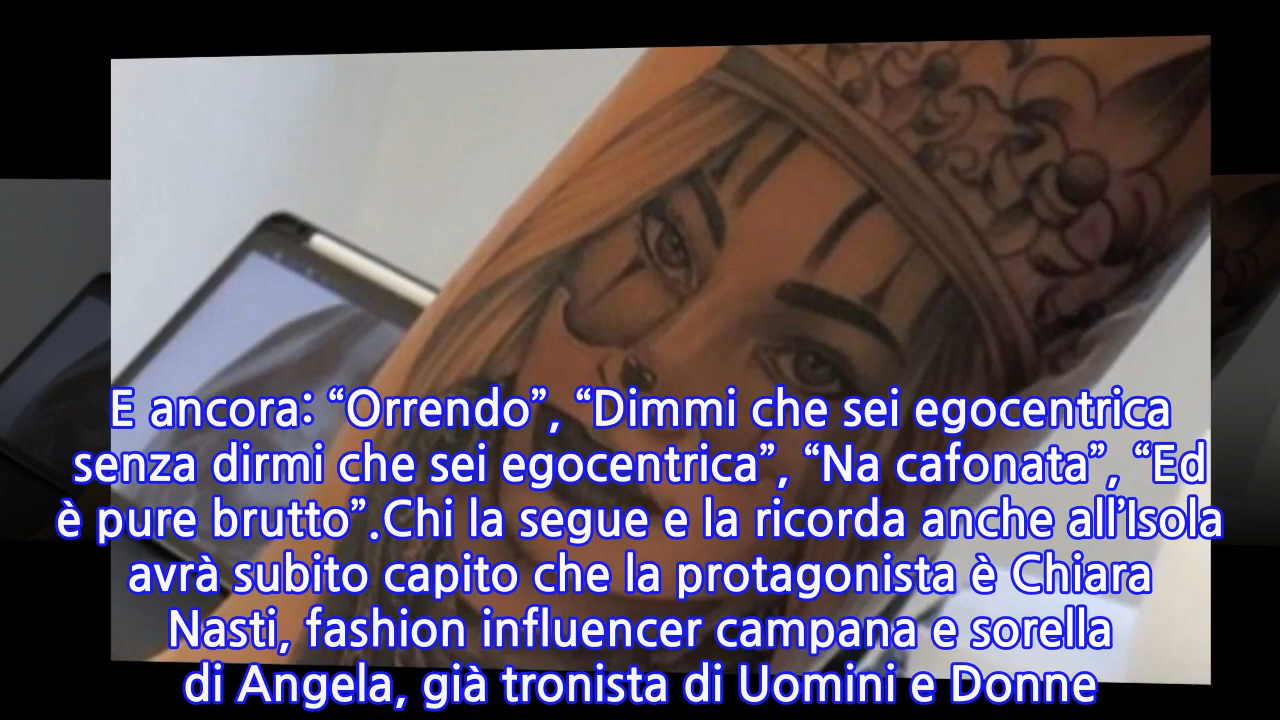 E ancora: “Orrendo”, “Dimmi che sei egocentrica
senza dirmi che sei egocentrica”, “Na cafonata”, “Ed
è pure brutto”.Chi la segue e la ricorda anche all’Isola
avrà subito capito che la protagonista è Chiara
Nasti, fashion influencer campana e sorella
di Angela, già tronista di Uomini e Donne